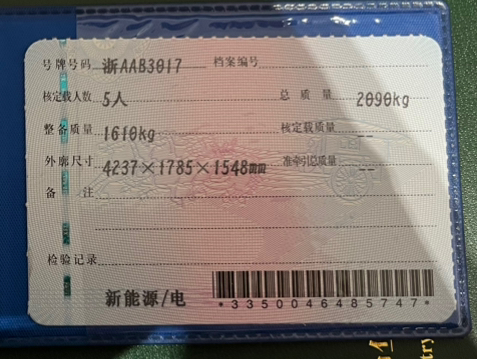 号牌号码 浙AAB3017 档案编号
核定载人数 5人 总 质 量 2090kg
整备质量 1610kg 核定载质量 --
外廓尺寸 4237×1785×1548mm 准牵引总质量 --
备 注
检验记录
新能源/电
*3350046485747*